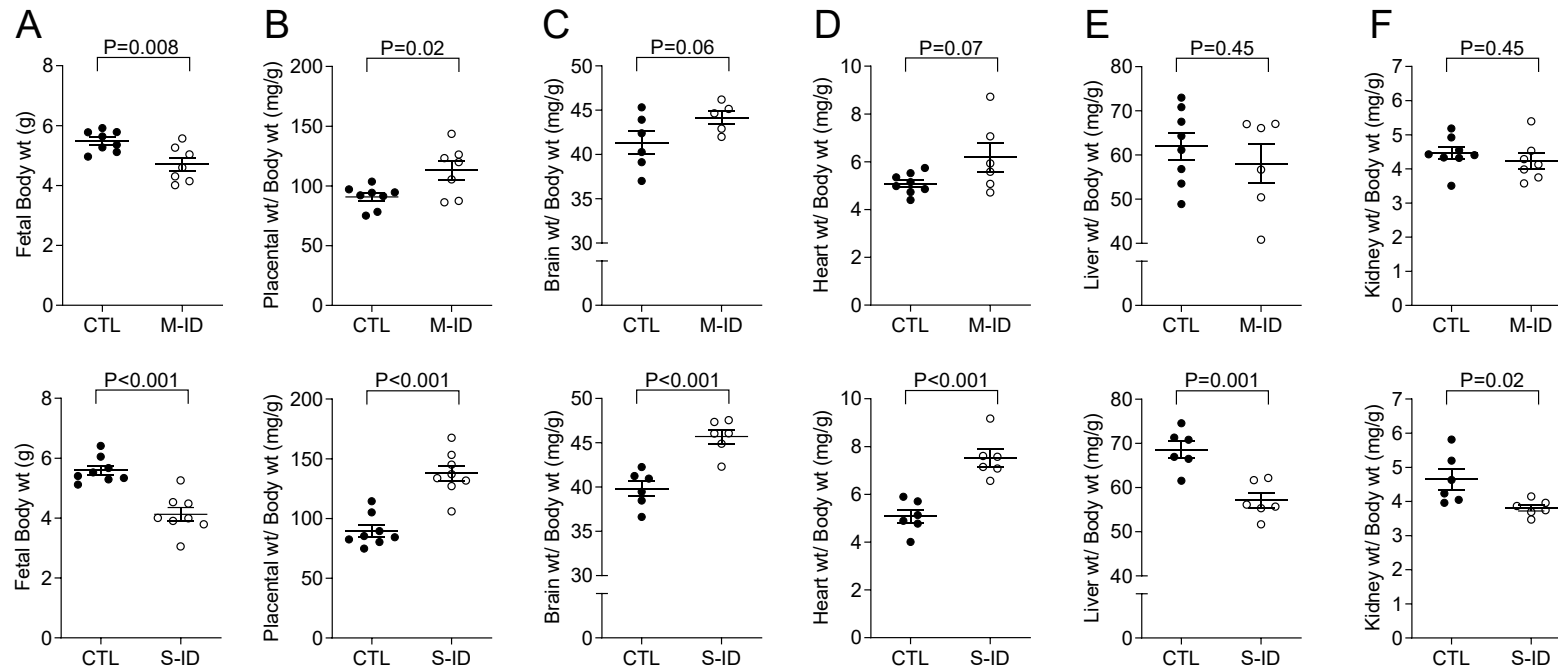 A
B
C
D
E
F
P=0.008
Fetal Body wt (g)
8
6
4
2
0
CTL
M-ID
P=0.02
Placental wt/ Body wt (mg/g)
200
150
100
50
0
CTL
M-ID
P=0.06
Brain wt/ Body wt (mg/g)
50
45
40
35
30
0
CTL
M-ID
P=0.07
Heart wt/ Body wt (mg/g)
10
8
6
4
2
0
CTL
M-ID
P=0.45
Liver wt/ Body wt (mg/g)
80
70
60
50
40
0
CTL
M-ID
P=0.45
Kidney wt/ Body wt (mg/g)
7
6
5
4
3
2
1
0
CTL
M-ID
P<0.001
Fetal Body wt (g)
8
6
4
2
0
CTL
S-ID
P<0.001
Placental wt/ Body wt (mg/g)
200
150
100
50
0
CTL
S-ID
P<0.001
Brain wt/ Body wt (mg/g)
50
45
40
35
30
0
CTL
S-ID
P<0.001
Heart wt/ Body wt (mg/g)
10
8
6
4
2
0
CTL
S-ID
P=0.001
Liver wt/ Body wt (mg/g)
80
70
60
50
40
0
CTL
S-ID
P=0.02
Kidney wt/ Body wt (mg/g)
7
6
5
4
3
2
1
0
CTL
S-ID